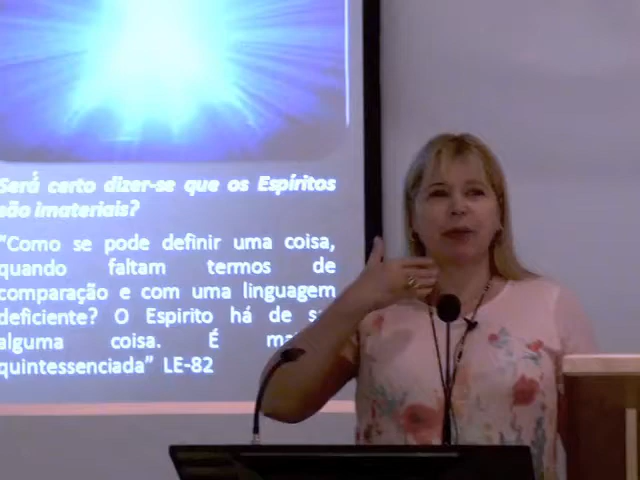 Será certo dizer-se que os Espíritos
são imateriais?
"Como se pode definir uma coisa,
quando faltam termos de
comparação e com uma linguagem
deficiente? O Espirito há de
alguma coisa. É
quintessenciada" LE-82